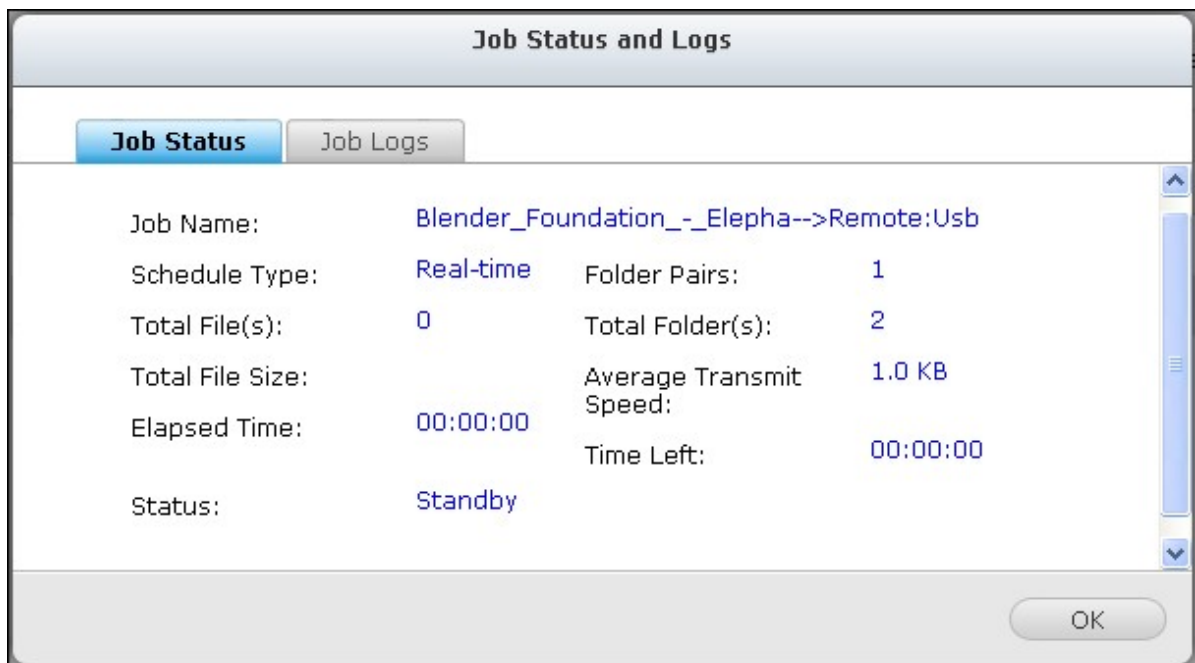 Job Status and Logs
Job Status Job Logs
Job Name: Blender_Foundation_-_Elepha-->Remote:Usb
Schedule Type: Real-time Folder Pairs: 1
Total File(s): 0 Total Folder(s): 2
Total File Size: Average Transmit Speed: 1.0 KB
Elapsed Time: 00:00:00
Time Left: 00:00:00
Status: Standby
OK